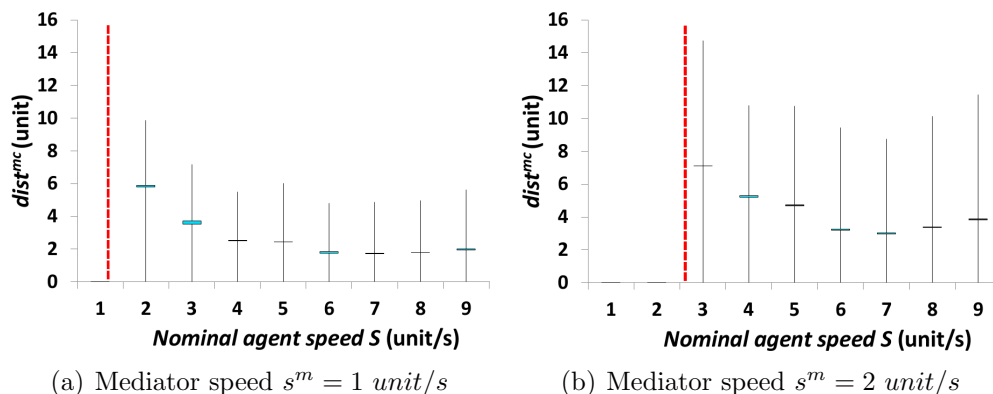 16
14
12
10
8
6
4
2
0
dist^mc (unit)
1 2 3 4 5 6 7 8 9
Nominal agent speed S (unit/s)
(a) Mediator speed s^m = 1 unit/s
16
14
12
10
8
6
4
2
0
dist^mc (unit)
1 2 3 4 5 6 7 8 9
Nominal agent speed S (unit/s)
(b) Mediator speed s^m = 2 unit/s